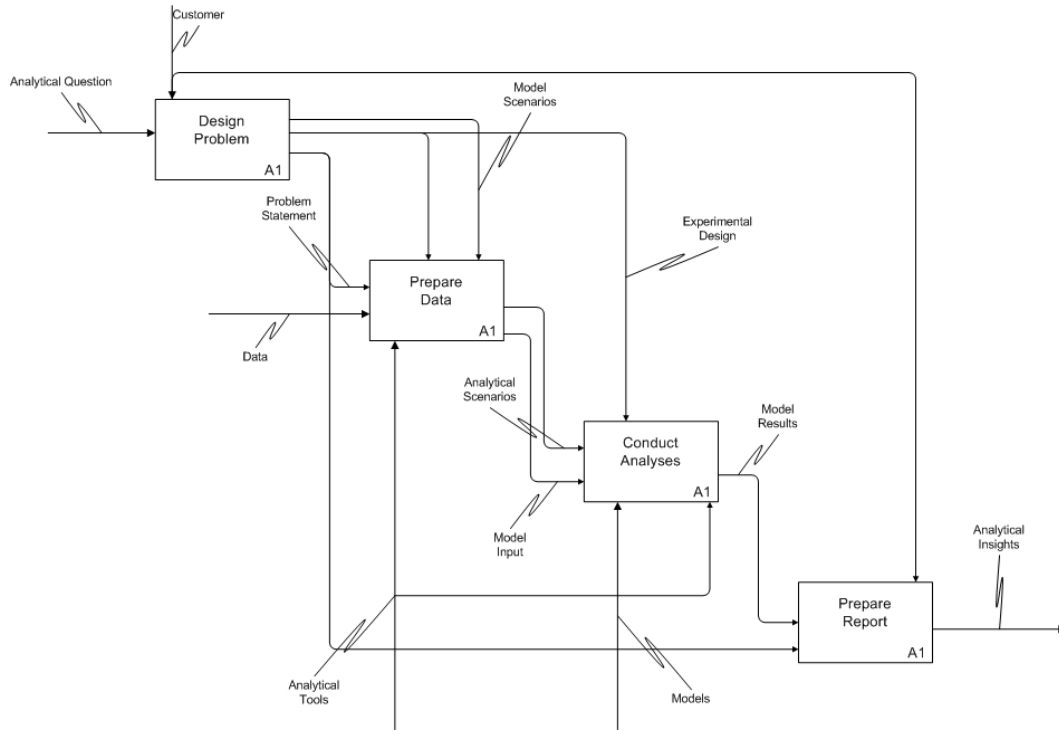 Customer
Analytical Question
Model
Scenarios
Design
Problem
A1
Problem
Statement
Experimental
Design
Prepare
Data
A1
Data
Analytical
Scenarios
Model
Results
Conduct
Analyses
A1
Model
Input
Analytical
Insights
Prepare
Report
A1
Analytical
Tools
Models